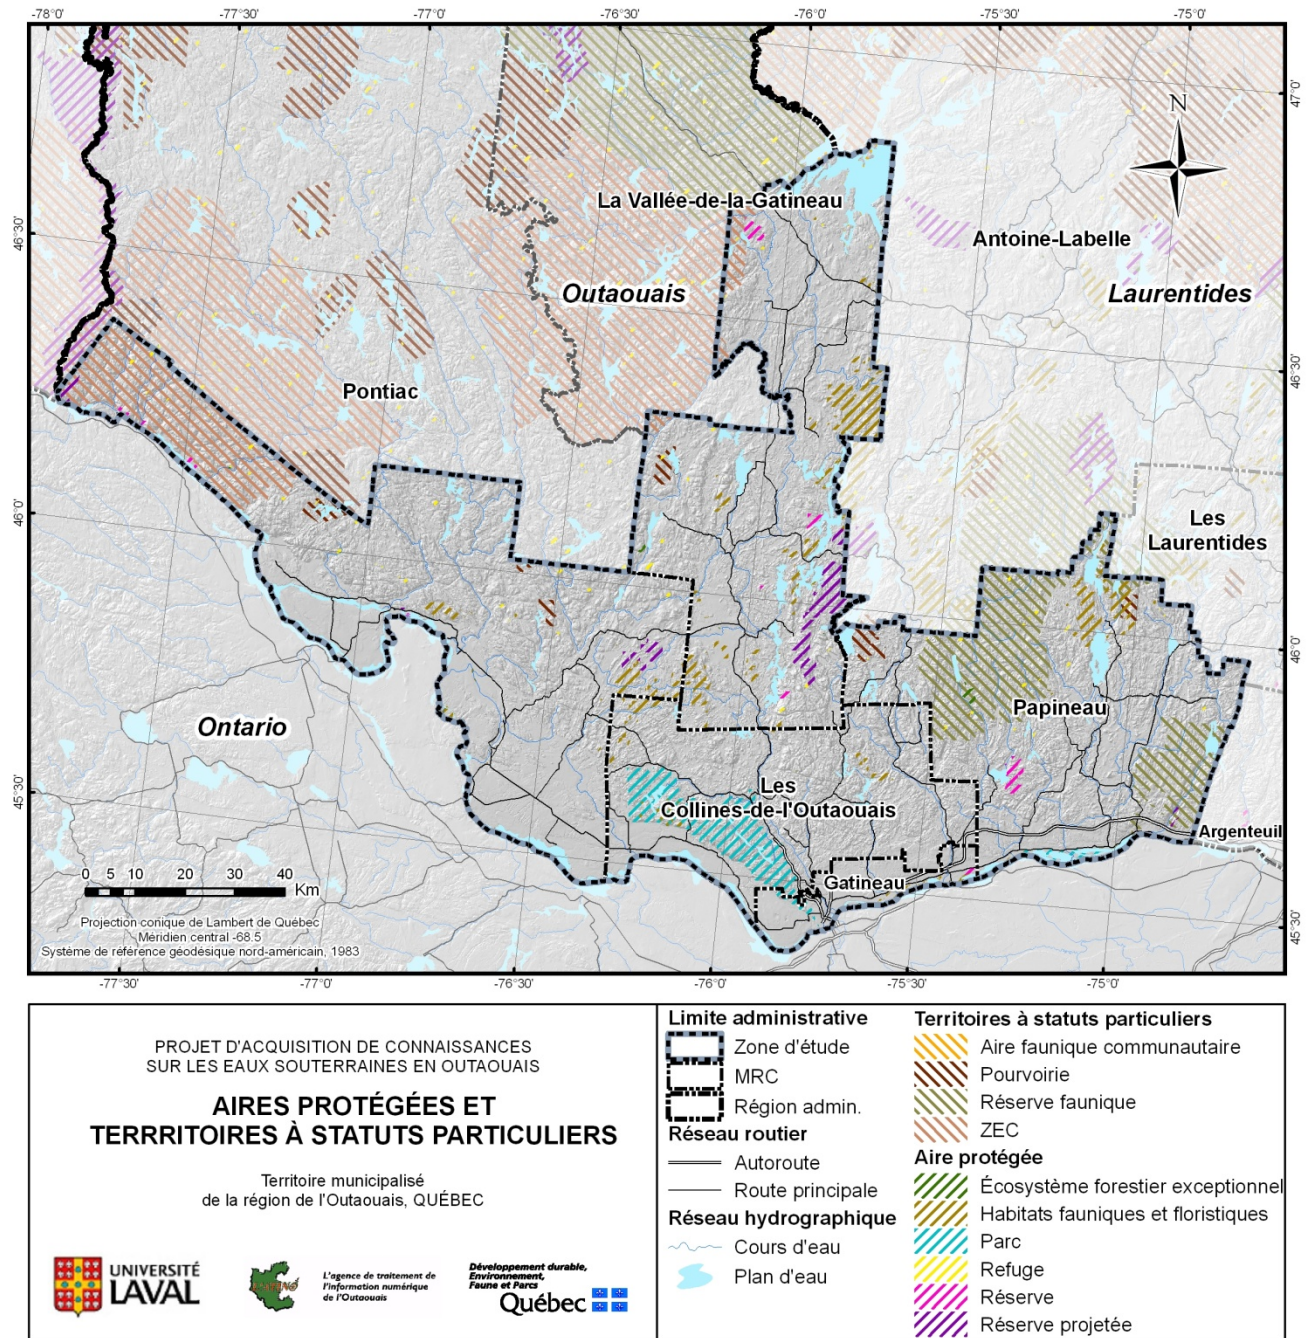 -78°0' -77°30' -77°0' -76°30' -76°0' -75°30' -75°0'
47°0'
N
La Vallée-de-la-Gatineau
46°30'
Antoine-Labelle
Outaouais
Laurentides
46°30'
Pontiac
46°0'
Les
Laurentides
46°0'
Ontario
Papineau
45°30'
Les
Collines-de-l'Outaouais
Argenteuil
Gatineau
0 5 10 20 30 40
Km
Projection conique de Lambert de Québec
Méridien central -68.5
Système de référence géodésique nord-américain, 1983
45°30'
-77°30' -77°0' -76°30' -76°0' -75°30' -75°0'
PROJET D'ACQUISITION DE CONNAISSANCES
SUR LES EAUX SOUTERRAINES EN OUTAOUAIS
AIRES PROTÉGÉES ET
TERRRITOIRES À STATUTS PARTICULIERS
Territoire municipalisé
de la région de l'Outaouais, QUÉBEC
UNIVERSITÉ
LAVAL
L'agence de traitement de
l'information numérique
de l'Outaouais
Développement durable,
Environnement,
Faune et Parcs
Québec
Limite administrative
Zone d'étude
MRC
Région admin.
Réseau routier
Autoroute
Route principale
Réseau hydrographique
Cours d'eau
Plan d'eau
Territoires à statuts particuliers
Aire faunique communautaire
Pourvoirie
Réserve faunique
ZEC
Aire protégée
Écosystème forestier exceptionnel
Habitats fauniques et floristiques
Parc
Refuge
Réserve
Réserve projetée